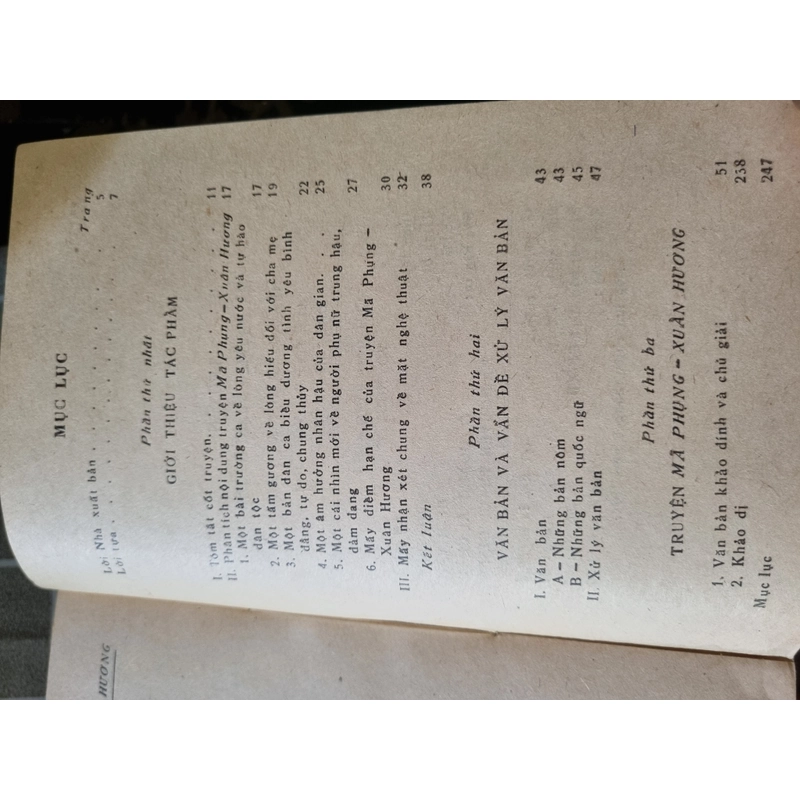 MỤC LỤC
Trang
Lời Nhà xuất bản . . . . . . . . . . 5
Lời tựa . . . . . . . . . . . 7
Phần thứ nhất
GIỚI THIỆU TÁC PHẨM
I. Tóm tắt cốt truyện. . . . . . . . . 11
II. Phân tích nội dung truyện Mã Phụng – Xuân Hương 17
1. Một bài trường ca về lòng yêu nước và tự hào
dân tộc 17
2. Một tấm gương về lòng hiếu đối với cha mẹ 19
3. Một bản dân ca biểu dương, tình yêu bình
đẳng, tự do, chung thủy 22
4. Một âm hưởng nhân hậu của dân gian. . . 25
5. Một cái nhìn mới về người phụ nữ trung hậu,
đảm đang 27
6. Mấy điểm hạn chế của truyện Mã Phụng –
Xuân Hương 30
III. Mấy nhận xét chung về mặt nghệ thuật 32
Kết luận 38
Phần thứ hai
VĂN BẢN VÀ VẤN ĐỀ XỬ LÝ VĂN BẢN
I. Văn bản 43
A – Những bản nôm 43
B – Những bản quốc ngữ 45
II. Xử lý văn bản 47
Phần thứ ba
TRUYỆN MÃ PHỤNG – XUÂN HƯƠNG
1. Văn bản khảo đính và chú giải 51
2. Khảo dị 238
Mục lục 247
HƯƠNG